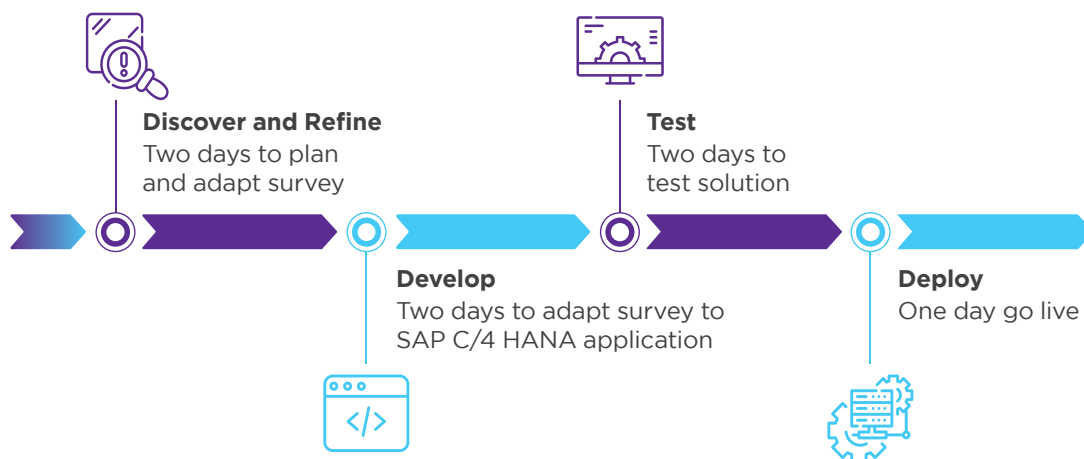 Discover and Refine
Two days to plan
and adapt survey
Develop
Two days to adapt survey to
SAP C/4 HANA application
Test
Two days to
test solution
Deploy
One day go live